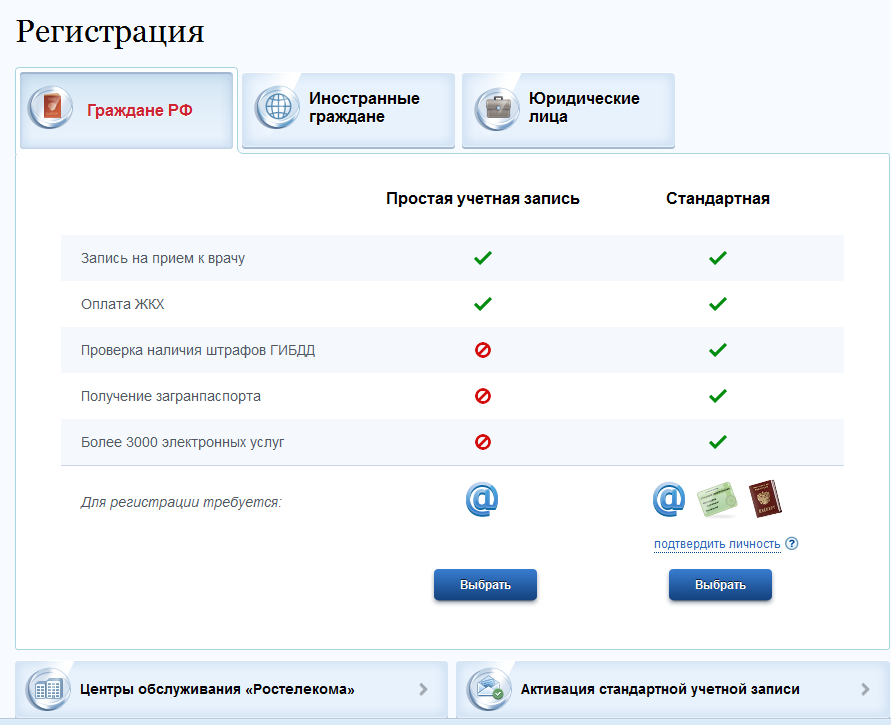 Регистрация
Граждане РФ
Иностранные
граждане
Юридические
лица
Простая учетная запись
Стандартная
Запись на прием к врачу
Оплата ЖКХ
Проверка наличия штрафов ГИБДД
Получение загранпаспорта
Более 3000 электронных услуг
Для регистрации требуется:
@
@
подтвердить личность ?
Выбрать
Выбрать
Центры обслуживания «Ростелекома»
Активация стандартной учетной записи